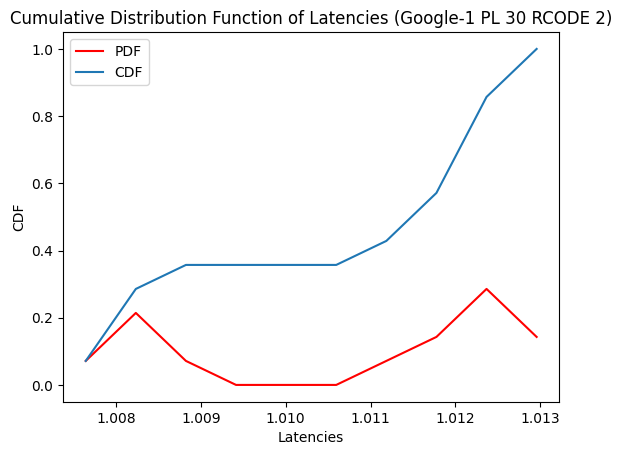 Cumulative Distribution Function of Latencies (Google-1 PL 30 RCODE 2)
PDF
CDF
1.0
0.8
0.6
0.4
0.2
0.0
CDF
1.008 1.009 1.010 1.011 1.012 1.013
Latencies